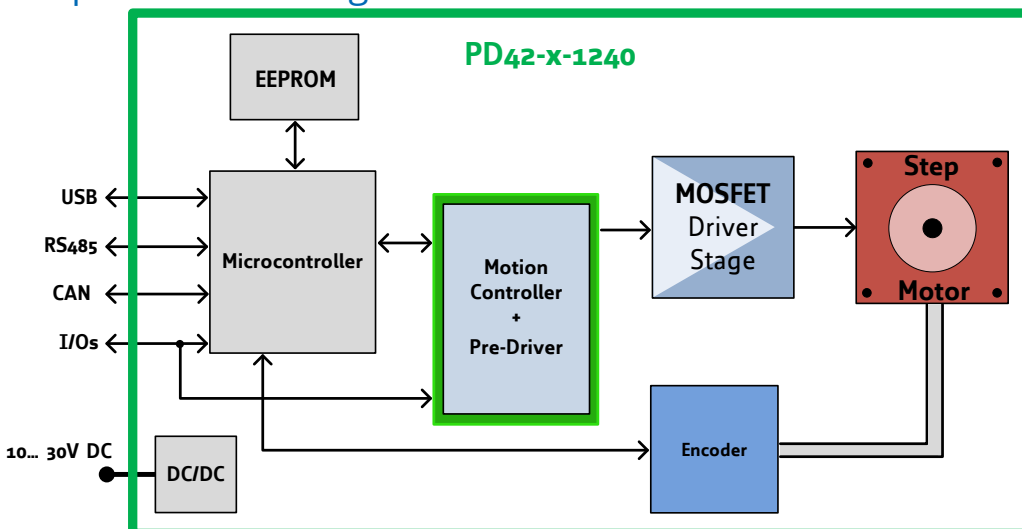 PD42-x-1240
EEPROM
USB
RS485
CAN
I/Os
Microcontroller
Motion
Controller
+
Pre-Driver
MOSFET
Driver
Stage
Step
Motor
Encoder
10... 30V DC
DC/DC